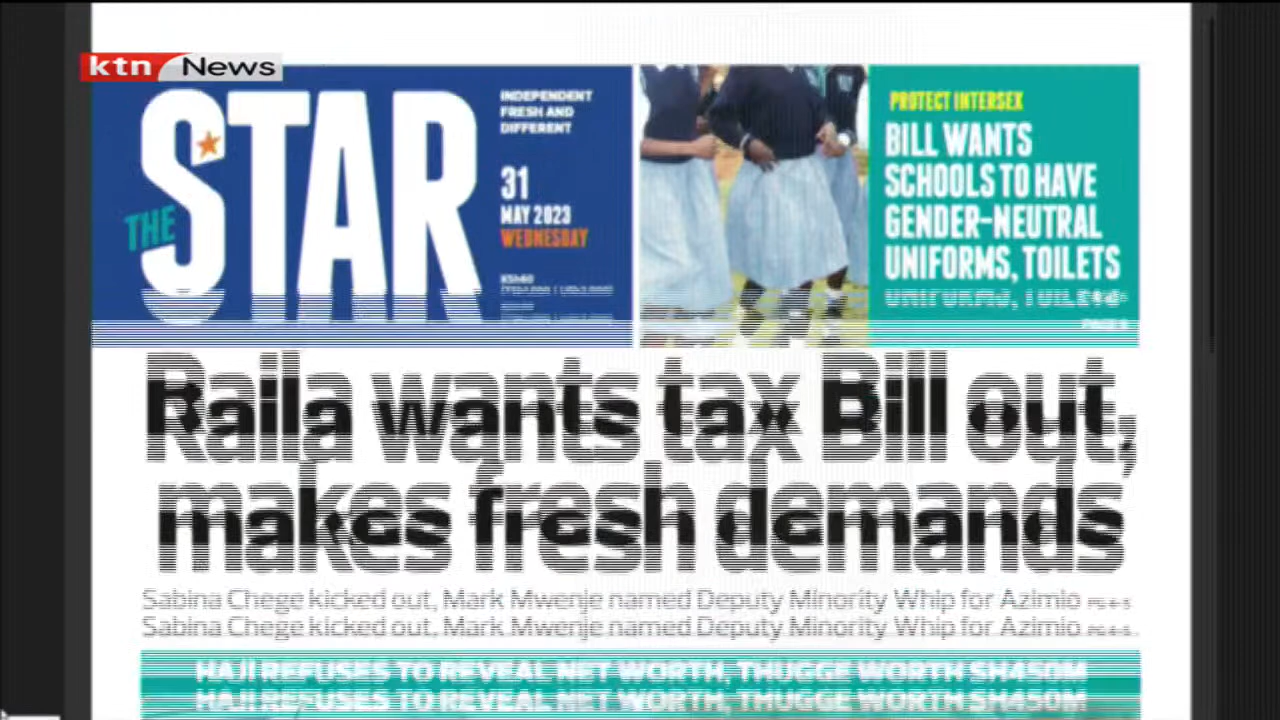 ktn News
THE STAR
INDEPENDENT
FRESH AND
DIFFERENT
31
MAY 2023
WEDNESDAY
PROTECT INTERSEX
BILL WANTS
SCHOOLS TO HAVE
GENDER-NEUTRAL
UNIFORMS, TOILETS
Raila wants tax Bill out,
makes fresh demands
Sabina Chege kicked out, Mark Mwenje named Deputy Minority Whip for Azimio
HAJI REFUSES TO REVEAL NET WORTH, THUGGE WORTH SH450M